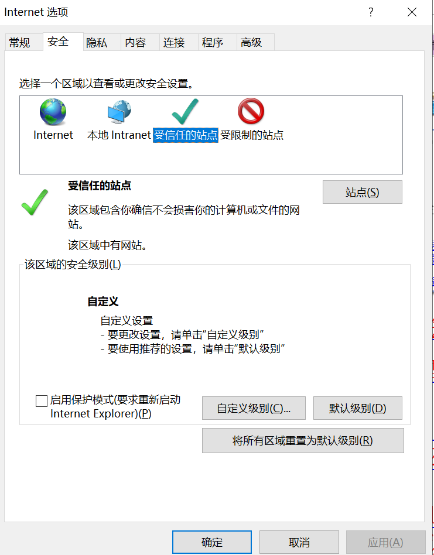 Internet 选项
?
常规 安全 隐私 内容 连接 程序 高级
选择一个区域以查看或更改安全设置。
Internet 本地 Intranet 受信任的站点 受限制的站点
受信任的站点
站点(S)
该区域包含你确信不会损害你的计算机或文件的网
站。
该区域中有网站。
该区域的安全级别(L)
自定义
自定义设置
- 要更改设置，请单击"自定义级别"
- 要使用推荐的设置，请单击"默认级别"
启用保护模式(要求重新启动
Internet Explorer)(P)
自定义级别(C)... 默认级别(D)
将所有区域重置为默认级别(R)
确定 取消 应用(A)